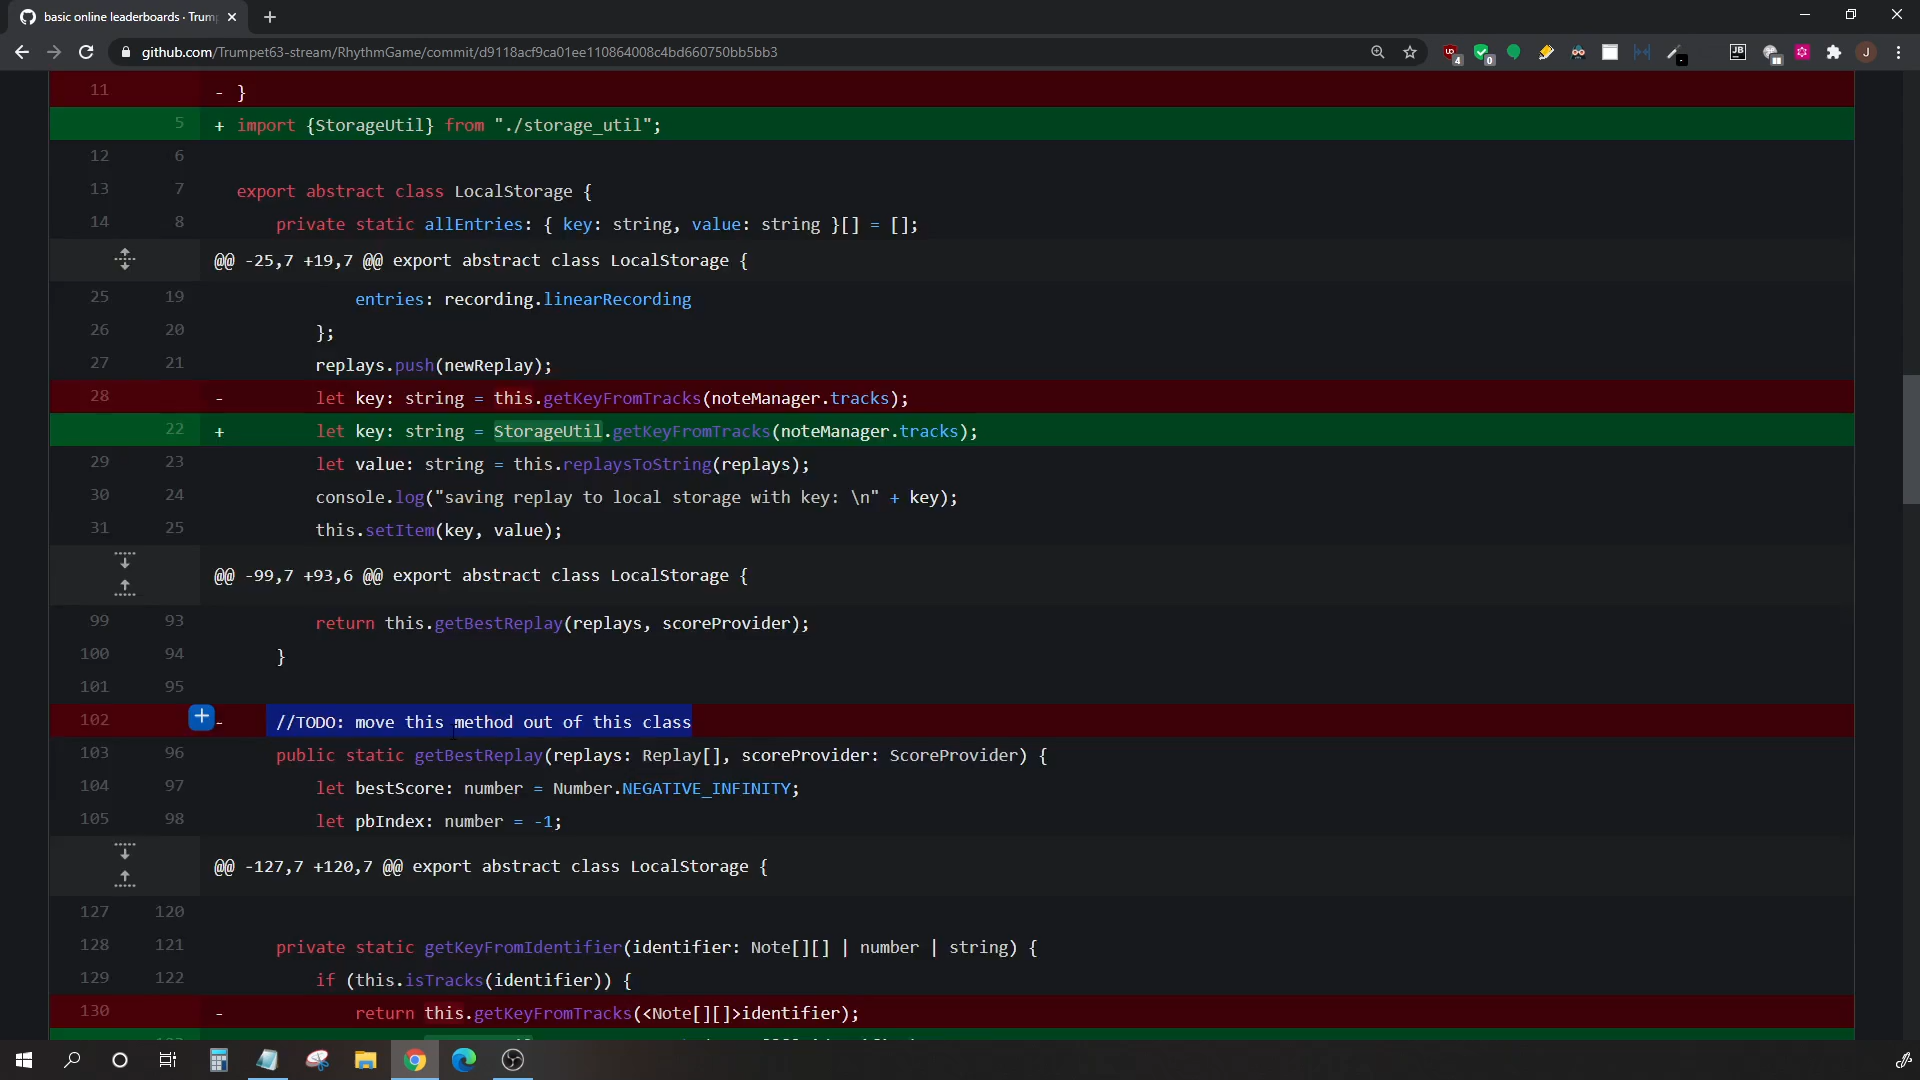 basic online leaderboards · Trump
github.com/Trumpet63-stream/RhythmGame/commit/d9118acf9ca01ee110864008c4bd660750bb5bb3
4
0
JB
J
11 - }
5 + import {StorageUtil} from "./storage_util";
12 6
13 7 export abstract class LocalStorage {
14 8 private static allEntries: { key: string, value: string }[] = [];
@@ -25,7 +19,7 @@ export abstract class LocalStorage {
25 19 entries: recording.linearRecording
26 20 };
27 21 replays.push(newReplay);
28 - let key: string = this.getKeyFromTracks(noteManager.tracks);
22 + let key: string = StorageUtil.getKeyFromTracks(noteManager.tracks);
29 23 let value: string = this.replaysToString(replays);
30 24 console.log("saving replay to local storage with key: \n" + key);
31 25 this.setItem(key, value);
@@ -99,7 +93,6 @@ export abstract class LocalStorage {
99 93 return this.getBestReplay(replays, scoreProvider);
100 94 }
101 95
102 - //TODO: move this method out of this class
103 96 public static getBestReplay(replays: Replay[], scoreProvider: ScoreProvider) {
104 97 let bestScore: number = Number.NEGATIVE_INFINITY;
105 98 let pbIndex: number = -1;
@@ -127,7 +120,7 @@ export abstract class LocalStorage {
127 120
128 121 private static getKeyFromIdentifier(identifier: Note[][] | number | string) {
129 122 if (this.isTracks(identifier)) {
130 - return this.getKeyFromTracks(<Note[][]>identifier);